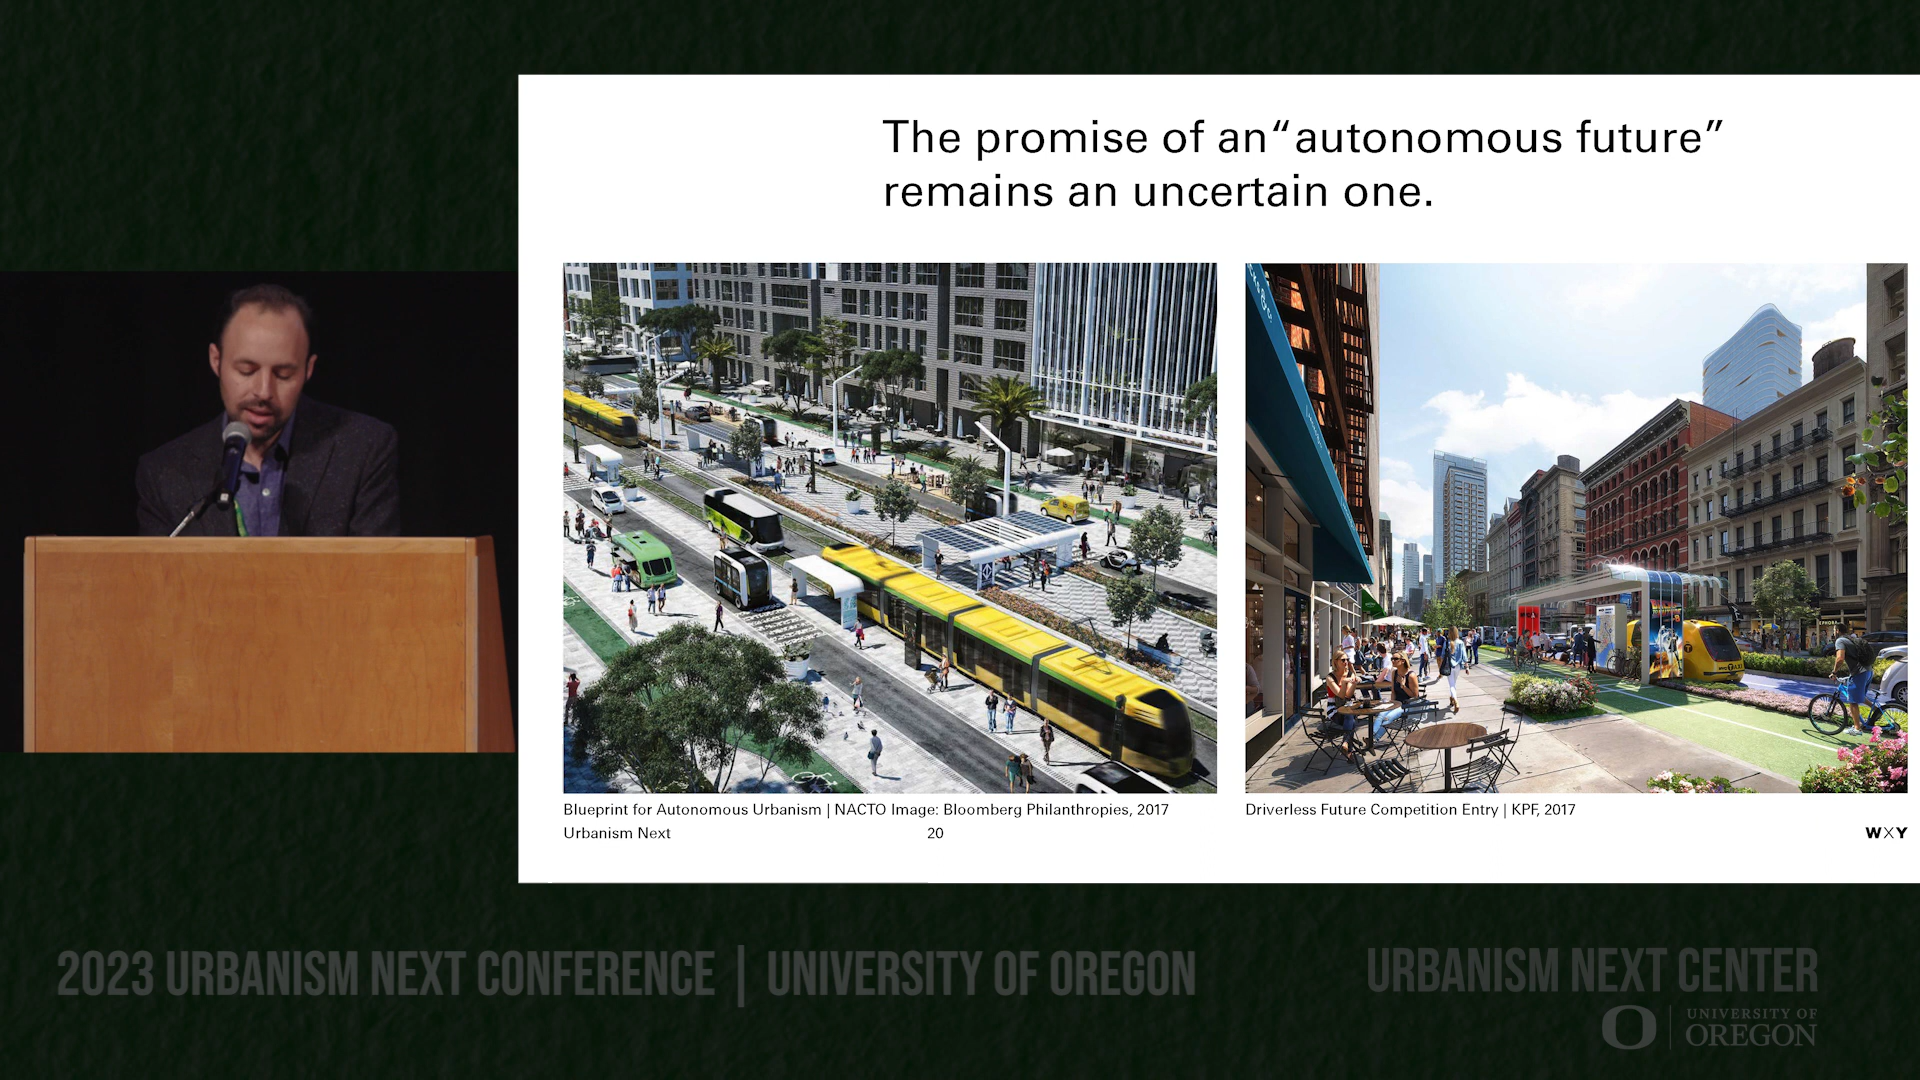 The promise of an“autonomous future”
remains an uncertain one.
Blueprint for Autonomous Urbanism | NACTO Image: Bloomberg Philanthropies, 2017
Driverless Future Competition Entry | KPF, 2017
Urbanism Next
20
WXY
2023 URBANISM NEXT CONFERENCE | UNIVERSITY OF OREGON
URBANISM NEXT CENTER
O
UNIVERSITY OF
OREGON